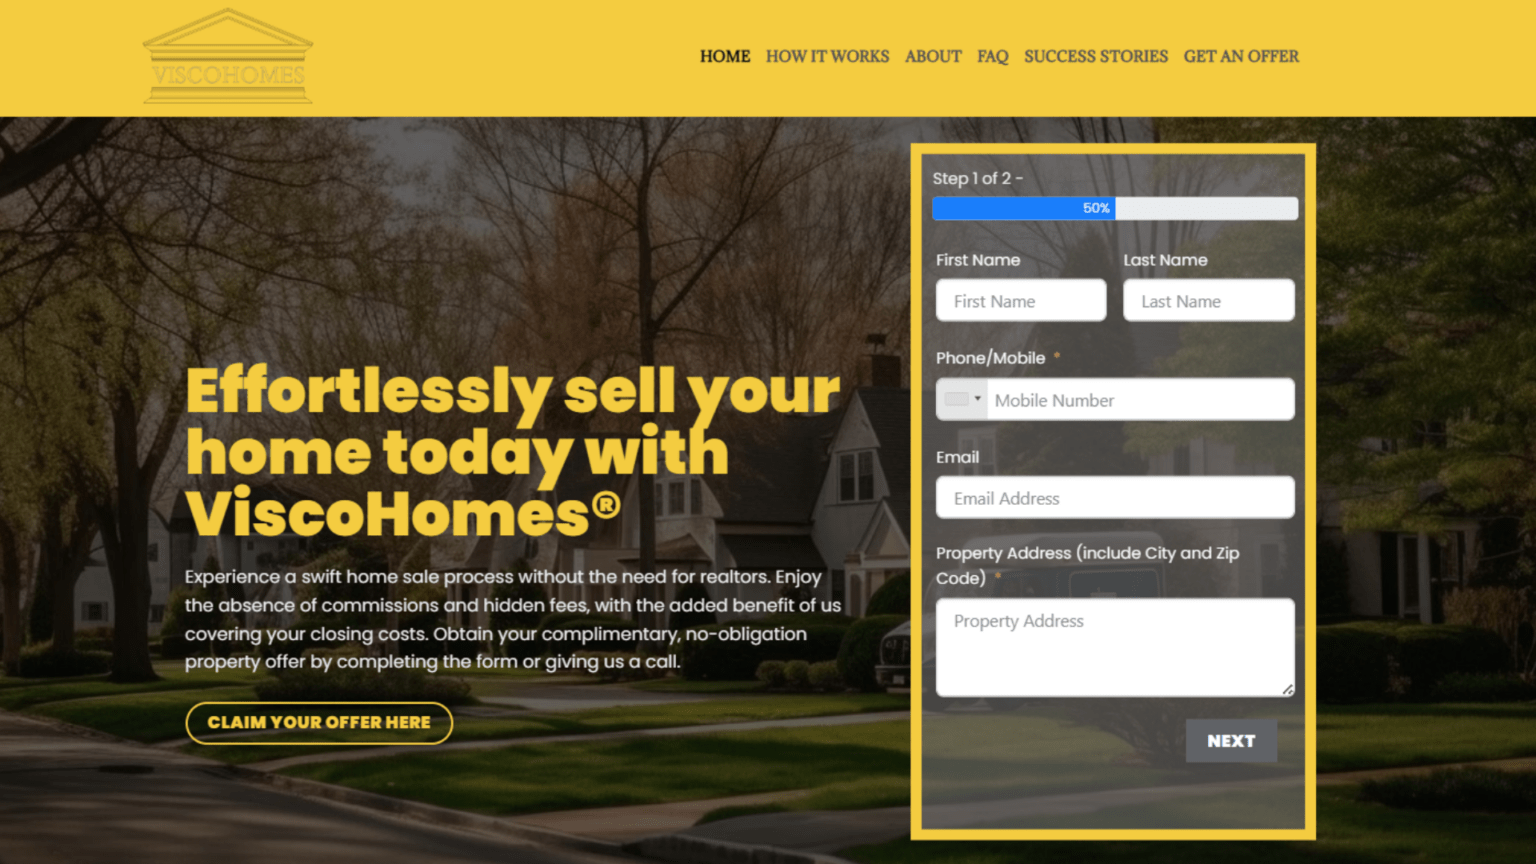 VISCOHOMES
HOME HOW IT WORKS ABOUT FAQ SUCCESS STORIES GET AN OFFER
Effortlessly sell your
home today with
ViscoHomes®
Experience a swift home sale process without the need for realtors. Enjoy
the absence of commissions and hidden fees, with the added benefit of us
covering your closing costs. Obtain your complimentary, no-obligation
property offer by completing the form or giving us a call.
CLAIM YOUR OFFER HERE
Step 1 of 2 -
50%
First Name Last Name
First Name Last Name
Phone/Mobile *
Mobile Number
Email
Email Address
Property Address (include City and Zip
Code) *
Property Address
NEXT